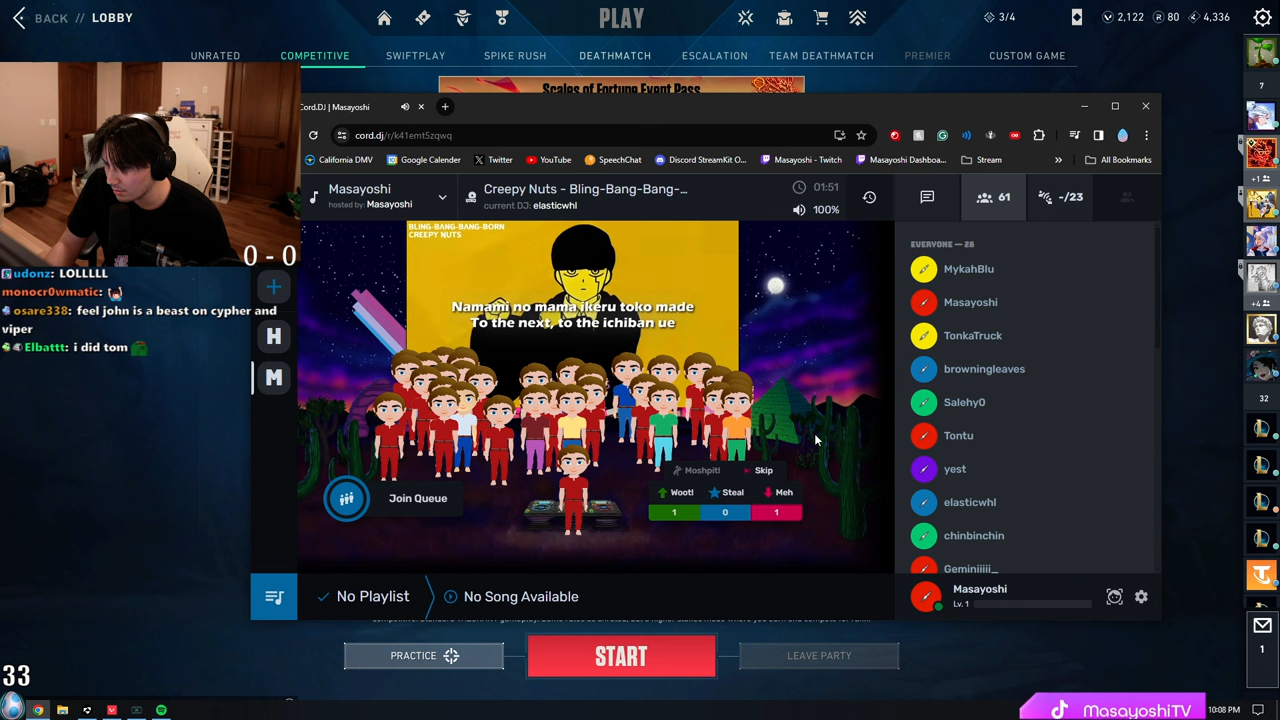 BACK // LOBBY
PLAY
3/4
2,122
80
4,336
UNRATED
COMPETITIVE
SWIFTPLAY
SPIKE RUSH
DEATHMATCH
ESCALATION
TEAM DEATHMATCH
PREMIER
CUSTOM GAME
Scales of Fortune Event Pass
Cord.DJ | Masayoshi
cord.dj/r/k41emt5zqwq
California DMV
Google Calender
Twitter
YouTube
SpeechChat
Discord StreamKit O...
Masayoshi - Twitch
Masayoshi Dashboa...
Stream
All Bookmarks
Masayoshi
hosted by: Masayoshi
Creepy Nuts - Bling-Bang-Bang-...
current DJ: elasticwhl
01:51
100%
61
-/23
BLING-BANG-BANG-BORN
CREEPY NUTS
Namami no mama ikeru toko made
To the next, to the ichiban ue
Moshpit!
Skip
Woot!
Steal
Meh
1
0
1
Join Queue
No Playlist
No Song Available
EVERYONE — 28
MykahBlu
Masayoshi
TonkaTruck
browningleaves
Salehy0
Tontu
yest
elasticwhl
chinbinchin
Geminiiiii_
Masayoshi
Lv. 1
0 - 0
udonz: LOLLLLL
monocr0wmatic:
osare338: feel john is a beast on cypher and
viper
Elbattt: i did tom
H
M
PRACTICE
START
LEAVE PARTY
7
+1
+4
32
1
33
MasayoshiTV
10:08 PM